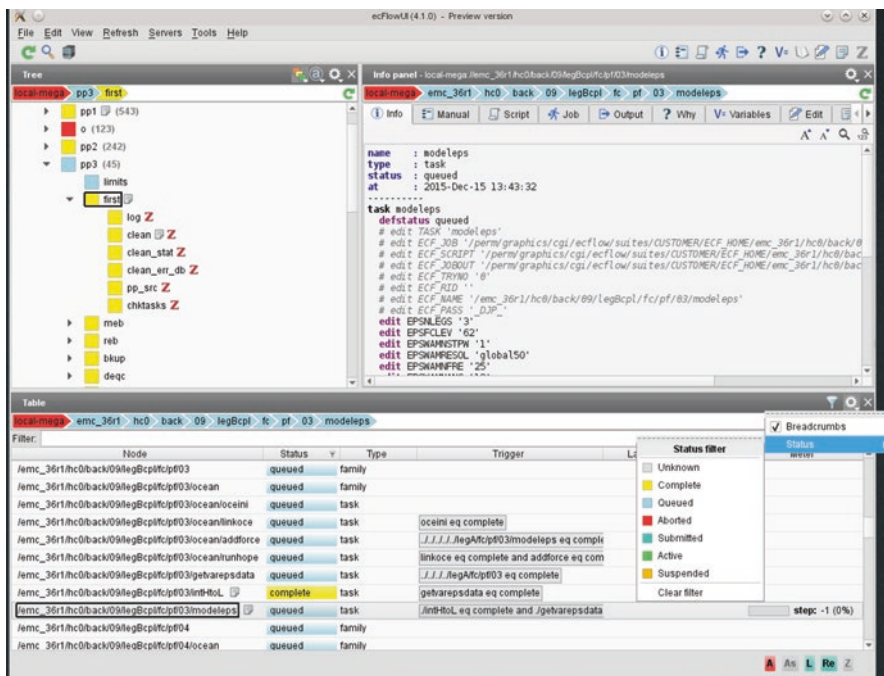 ecFlowUI (4.1.0) - Preview version
File Edit View Refresh Servers Tools Help
Tree
local-mega pp3 first
pp1 (543)
o (123)
pp2 (242)
pp3 (45)
limits
first
log Z
clean Z
clean_stat Z
clean_err_db Z
pp_src Z
chktasks Z
meb
reb
bkup
deqc
Info panel - local-mega:/emc_36r1/hc0/back/09/legBcpl/fc/pf/03/modeleps
local-mega emc_36r1 hc0 back 09 legBcpl fc pf 03 modeleps
Info Manual Script Job Output ? Why V= Variables Edit
name : modeleps
type : task
status : queued
at : 2015-Dec-15 13:43:32
----------
task modeleps
defstatus queued
# edit TASK 'modeleps'
# edit ECF_JOB '/perm/graphics/cgi/ecflow/suites/CUSTOMER/ECF_HOME/emc_36r1/hc0/back/0
# edit ECF_SCRIPT '/perm/graphics/cgi/ecflow/suites/CUSTOMER/ECF_HOME/emc_36r1/hc0/bac
# edit ECF_JOBOUT '/perm/graphics/cgi/ecflow/suites/CUSTOMER/ECF_HOME/emc_36r1/hc0/bac
# edit ECF_TRYNO '0'
# edit ECF_RID ''
# edit ECF_NAME '/emc_36r1/hc0/back/09/legBcpl/fc/pf/03/modeleps'
# edit ECF_PASS '_DJP_'
edit EPSNLEGS '3'
edit EPSFCLEV '62'
edit EPSWAMNSTPW '1'
edit EPSWAMRESOL 'global50'
edit EPSWAMNFRE '25'
Table
local-mega emc_36r1 hc0 back 09 legBcpl fc pf 03 modeleps
Filter:
Node Status Type Trigger La Meter
/emc_36r1/hc0/back/09/legBcpl/fc/pf/03 queued family
/emc_36r1/hc0/back/09/legBcpl/fc/pf/03/ocean queued family
/emc_36r1/hc0/back/09/legBcpl/fc/pf/03/ocean/oceini queued task
/emc_36r1/hc0/back/09/legBcpl/fc/pf/03/ocean/linkoce queued task oceini eq complete
/emc_36r1/hc0/back/09/legBcpl/fc/pf/03/ocean/addforce queued task ../../../../../legA/fc/pf/03/modeleps eq comple
/emc_36r1/hc0/back/09/legBcpl/fc/pf/03/ocean/runhope queued task linkoce eq complete and addforce eq com
/emc_36r1/hc0/back/09/legBcpl/fc/pf/03/getvarepsdata queued task ../../../../legA/fc/pf/03 eq complete
/emc_36r1/hc0/back/09/legBcpl/fc/pf/03/intHtoL complete task getvarepsdata eq complete
/emc_36r1/hc0/back/09/legBcpl/fc/pf/03/modeleps queued task ./intHtoL eq complete and ./getvarepsdata step: -1 (0%)
/emc_36r1/hc0/back/09/legBcpl/fc/pf/04 queued family
/emc_36r1/hc0/back/09/legBcpl/fc/pf/04/ocean queued family
Breadcrumbs
Status
Status filter
Unknown
Complete
Queued
Aborted
Submitted
Active
Suspended
Clear filter
A As L Re Z